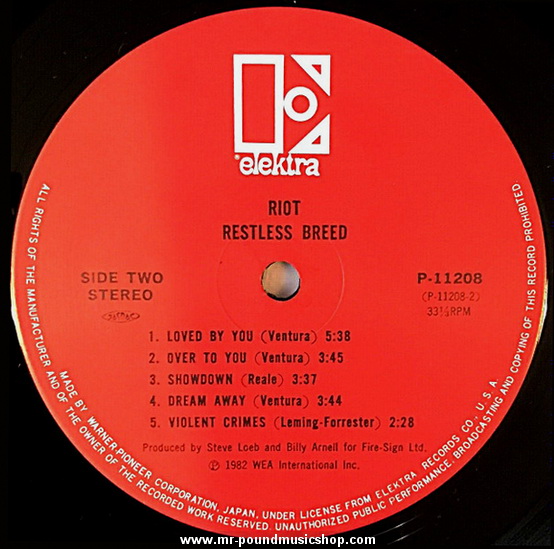 elektra
RIOT
RESTLESS BREED
SIDE TWO
STEREO
P-11208
(P-11208-2)
33⅓RPM
1. LOVED BY YOU (Ventura) 5:38
2. OVER TO YOU (Ventura) 3:45
3. SHOWDOWN (Reale) 3:37
4. DREAM AWAY (Ventura) 3:44
5. VIOLENT CRIMES (Leming-Forrester) 2:28
Produced by Steve Loeb and Billy Arnell for Fire-Sign Ltd.
℗ 1982 WEA International Inc.
ALL RIGHTS OF THE MANUFACTURER AND OF THE OWNER OF THE RECORDED WORK RESERVED. UNAUTHORIZED PUBLIC PERFORMANCE, BROADCASTING AND COPYING OF THIS RECORD PROHIBITED
MADE BY WARNER-PIONEER CORPORATION, JAPAN, UNDER LICENSE FROM ELEKTRA RECORDS CO., U.S.A.
www.mr-poundmusicshop.com